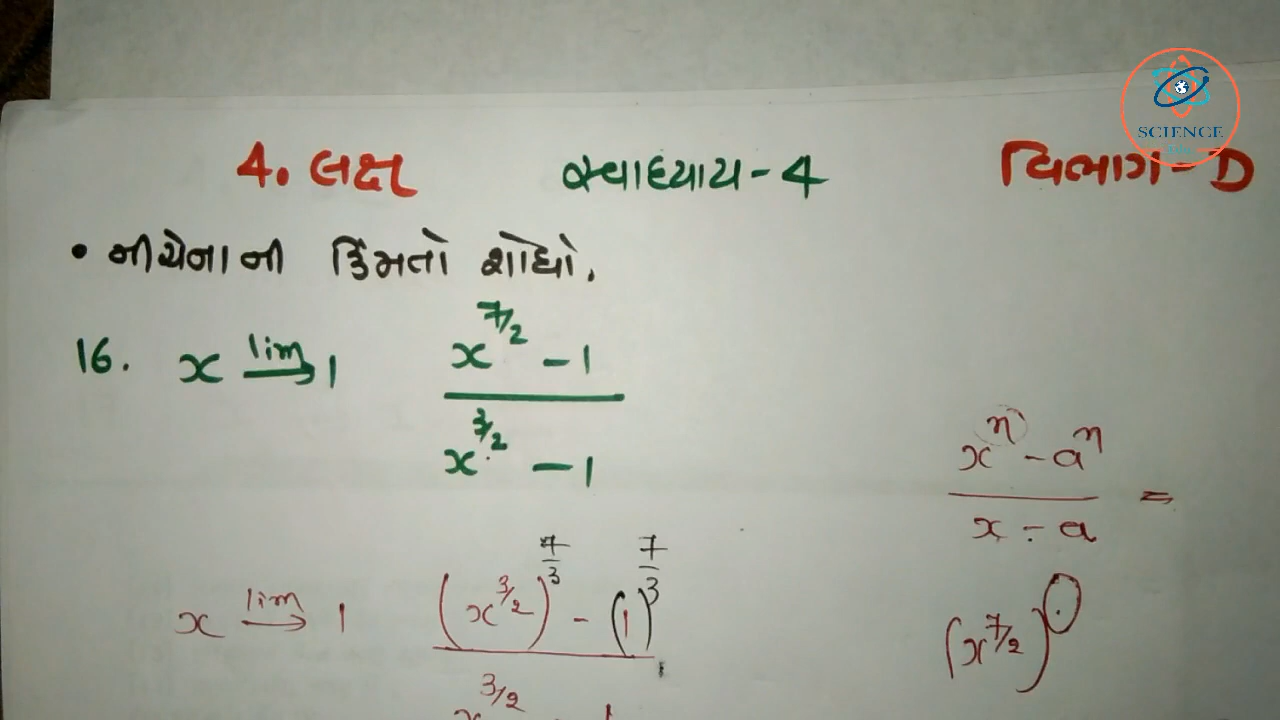 SCIENCE
4. લક્ષ સ્વાધ્યાય-4 વિભાગ-D
• નીચેનાની કિંમતો શોધો.
16. x lim→ 1 x^7/2 - 1
x^3/2 - 1
x^n - a^n
x - a =
x lim→ 1 (x^3/2)^7/3 - (1)^7/3
(x^7/2)
x^3/2 - 1